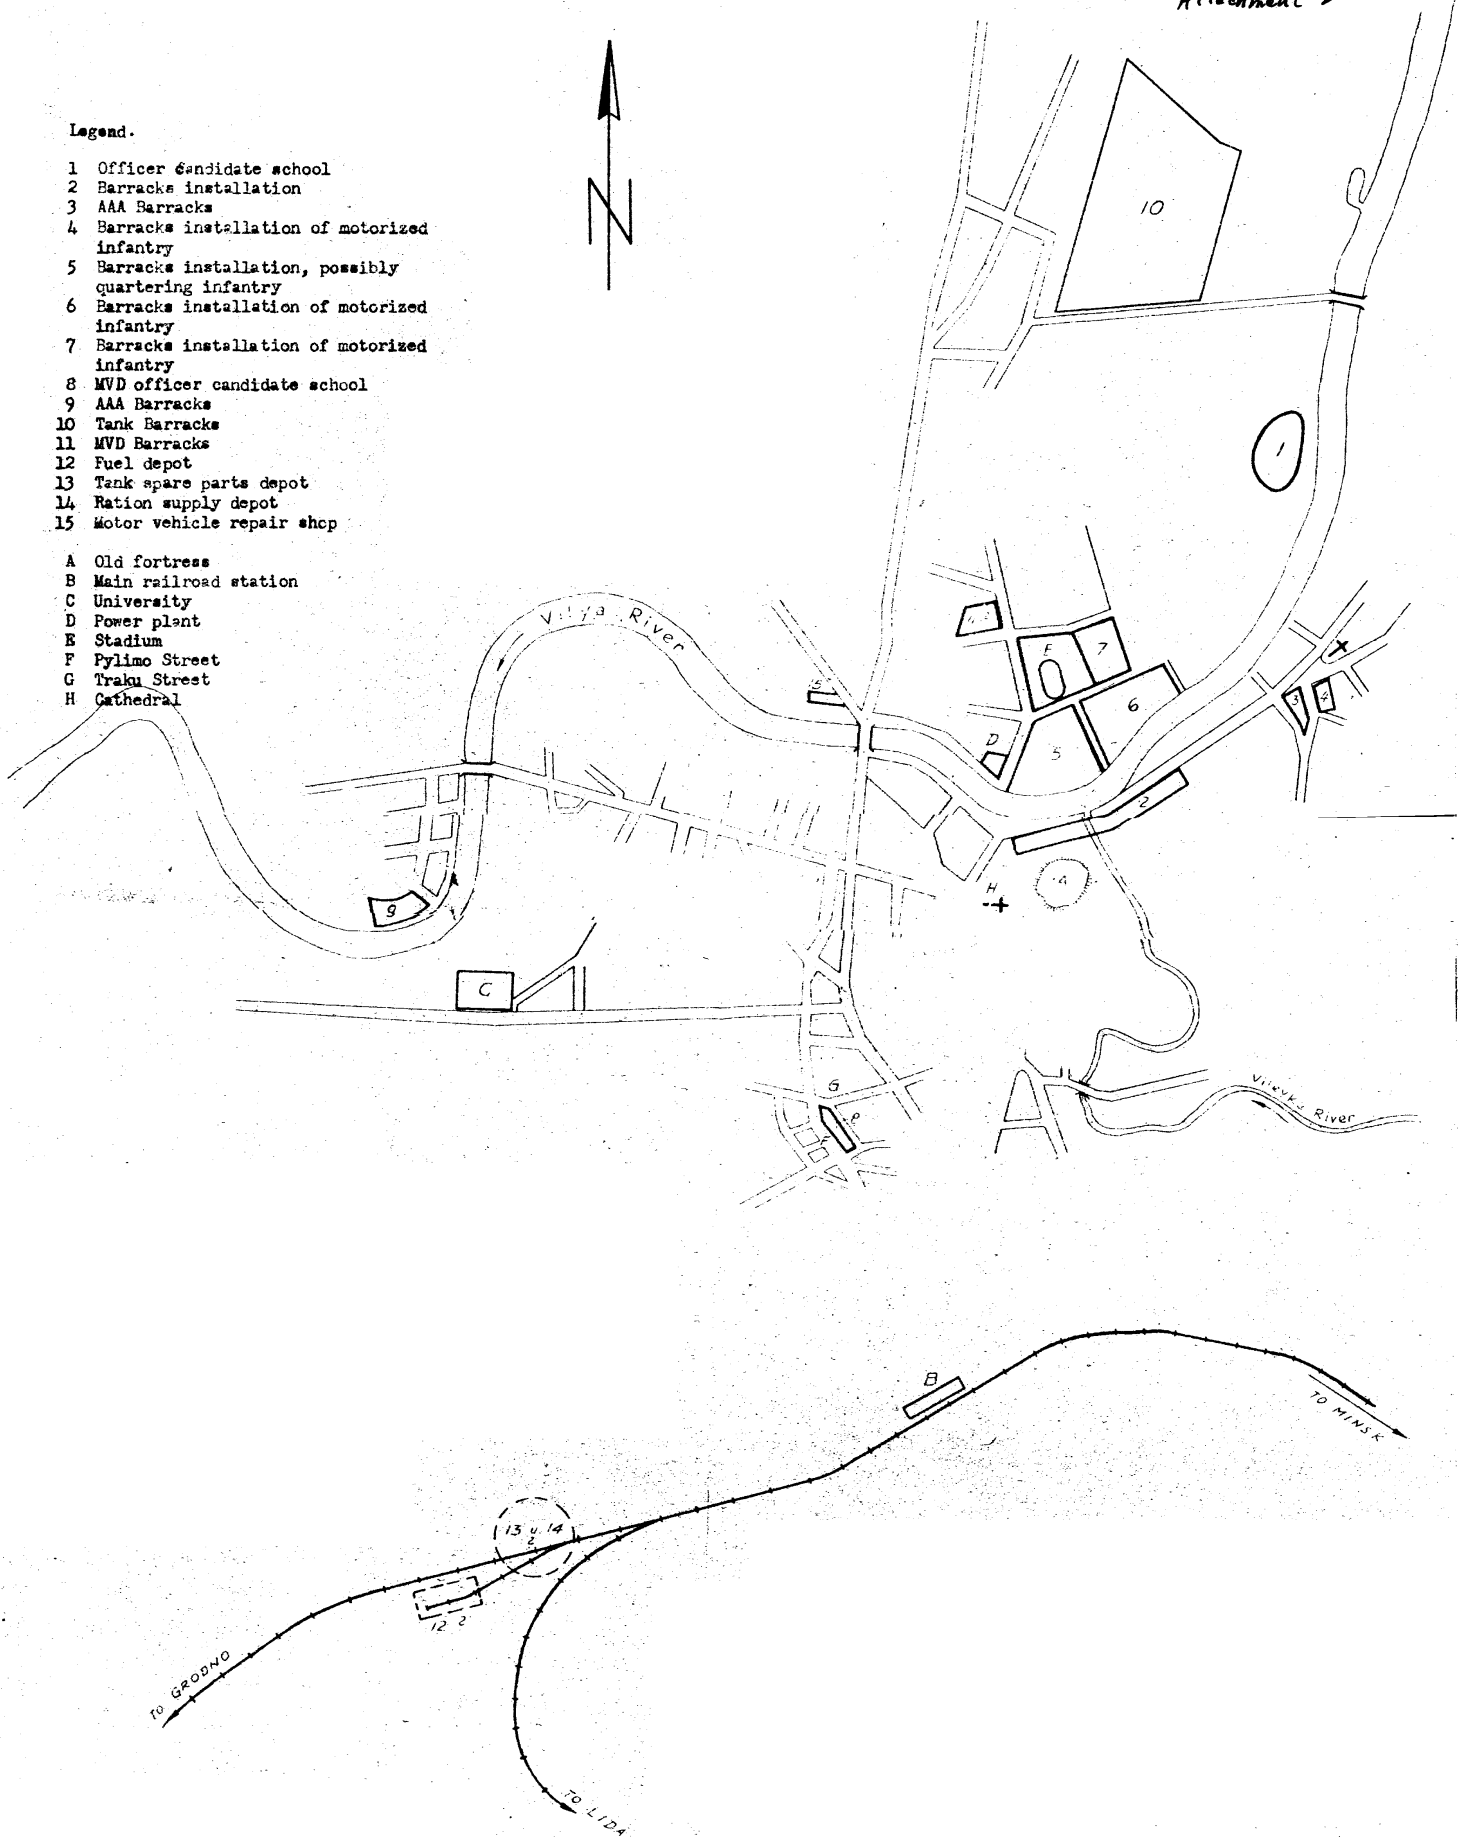 Attachment
Legend.
1 Officer candidate school
2 Barracks installation
3 AAA Barracks
4 Barracks installation of motorized
infantry
5 Barracks installation, possibly
quartering infantry
6 Barracks installation of motorized
infantry
7 Barracks installation of motorized
infantry
8 MVD officer candidate school
9 AAA Barracks
10 Tank Barracks
11 MVD Barracks
12 Fuel depot
13 Tank spare parts depot
14 Ration supply depot
15 Motor vehicle repair shop
A Old fortress
B Main railroad station
C University
D Power plant
E Stadium
F Pylimo Street
G Traku Street
H Cathedral
N
10
1
Vilya River
E
7
6
5
D
3
4
2
A
H
9
C
G
Vileyka River
B
TO MINSK
13 u. 14
2
12 2
TO GRODNO
TO LIDA